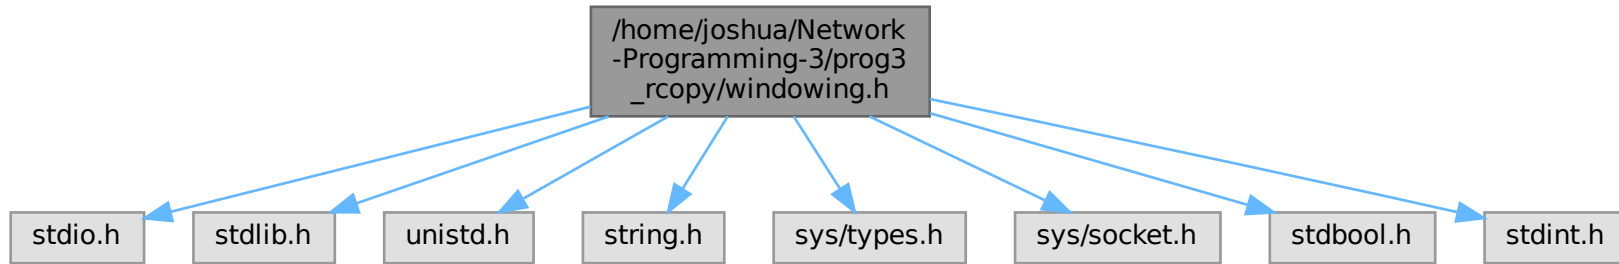 /home/joshua/Network
-Programming-3/prog3
_rcopy/windowing.h
stdio.h
stdlib.h
unistd.h
string.h
sys/types.h
sys/socket.h
stdbool.h
stdint.h